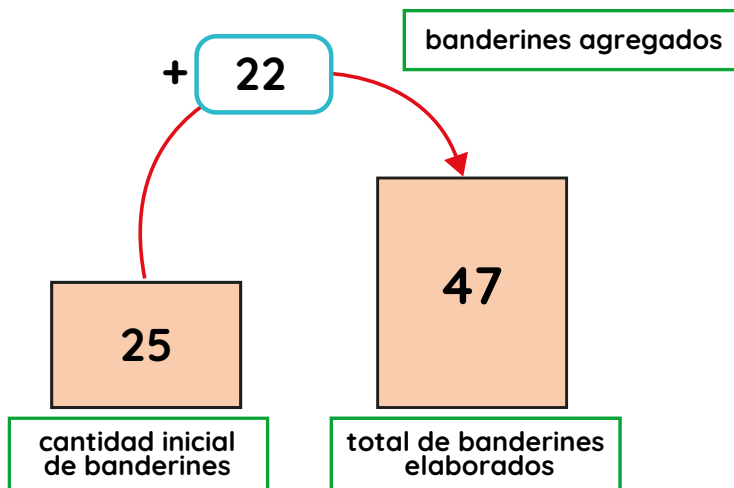 banderines agregados
+ 22
47
25
cantidad inicial
de banderines
total de banderines
elaborados